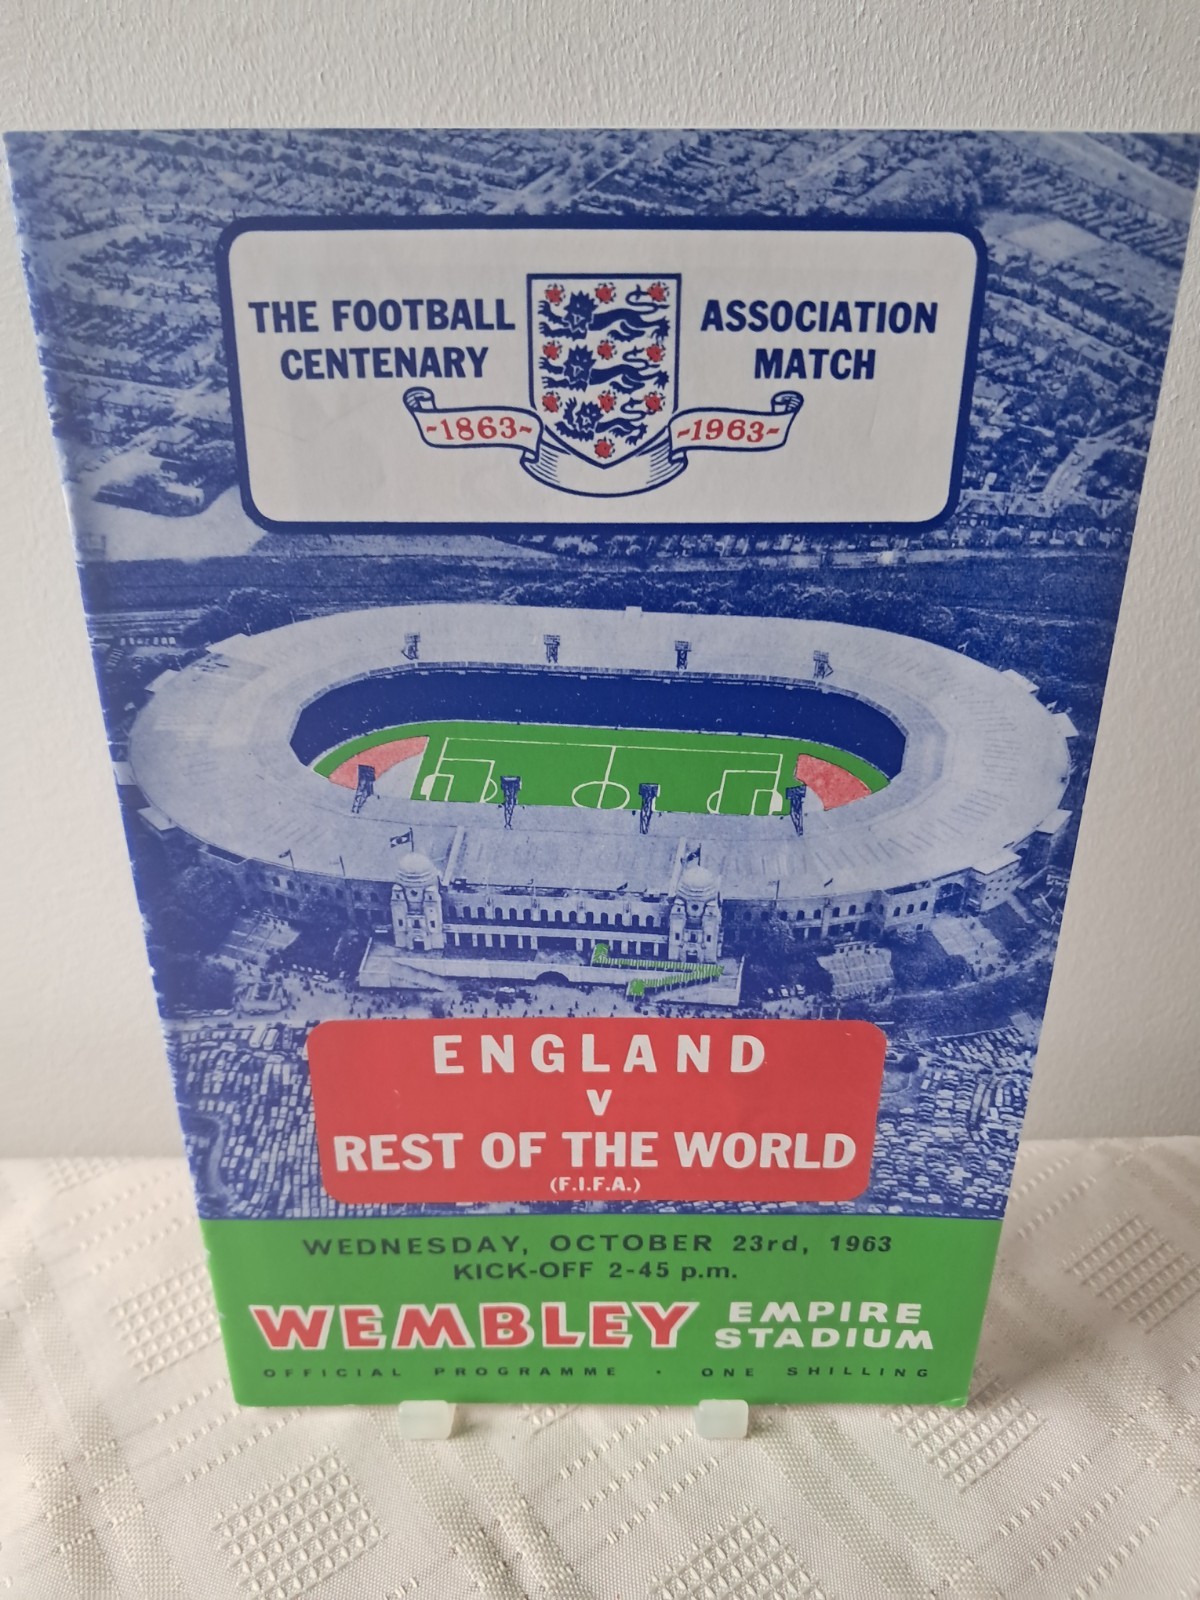 THE FOOTBALL ASSOCIATION
CENTENARY MATCH
~1863~ ~1963~
ENGLAND
V
REST OF THE WORLD
(F.I.F.A.)
WEDNESDAY, OCTOBER 23rd, 1963
KICK-OFF 2-45 p.m.
WEMBLEY EMPIRE STADIUM
OFFICIAL PROGRAMME · ONE SHILLING